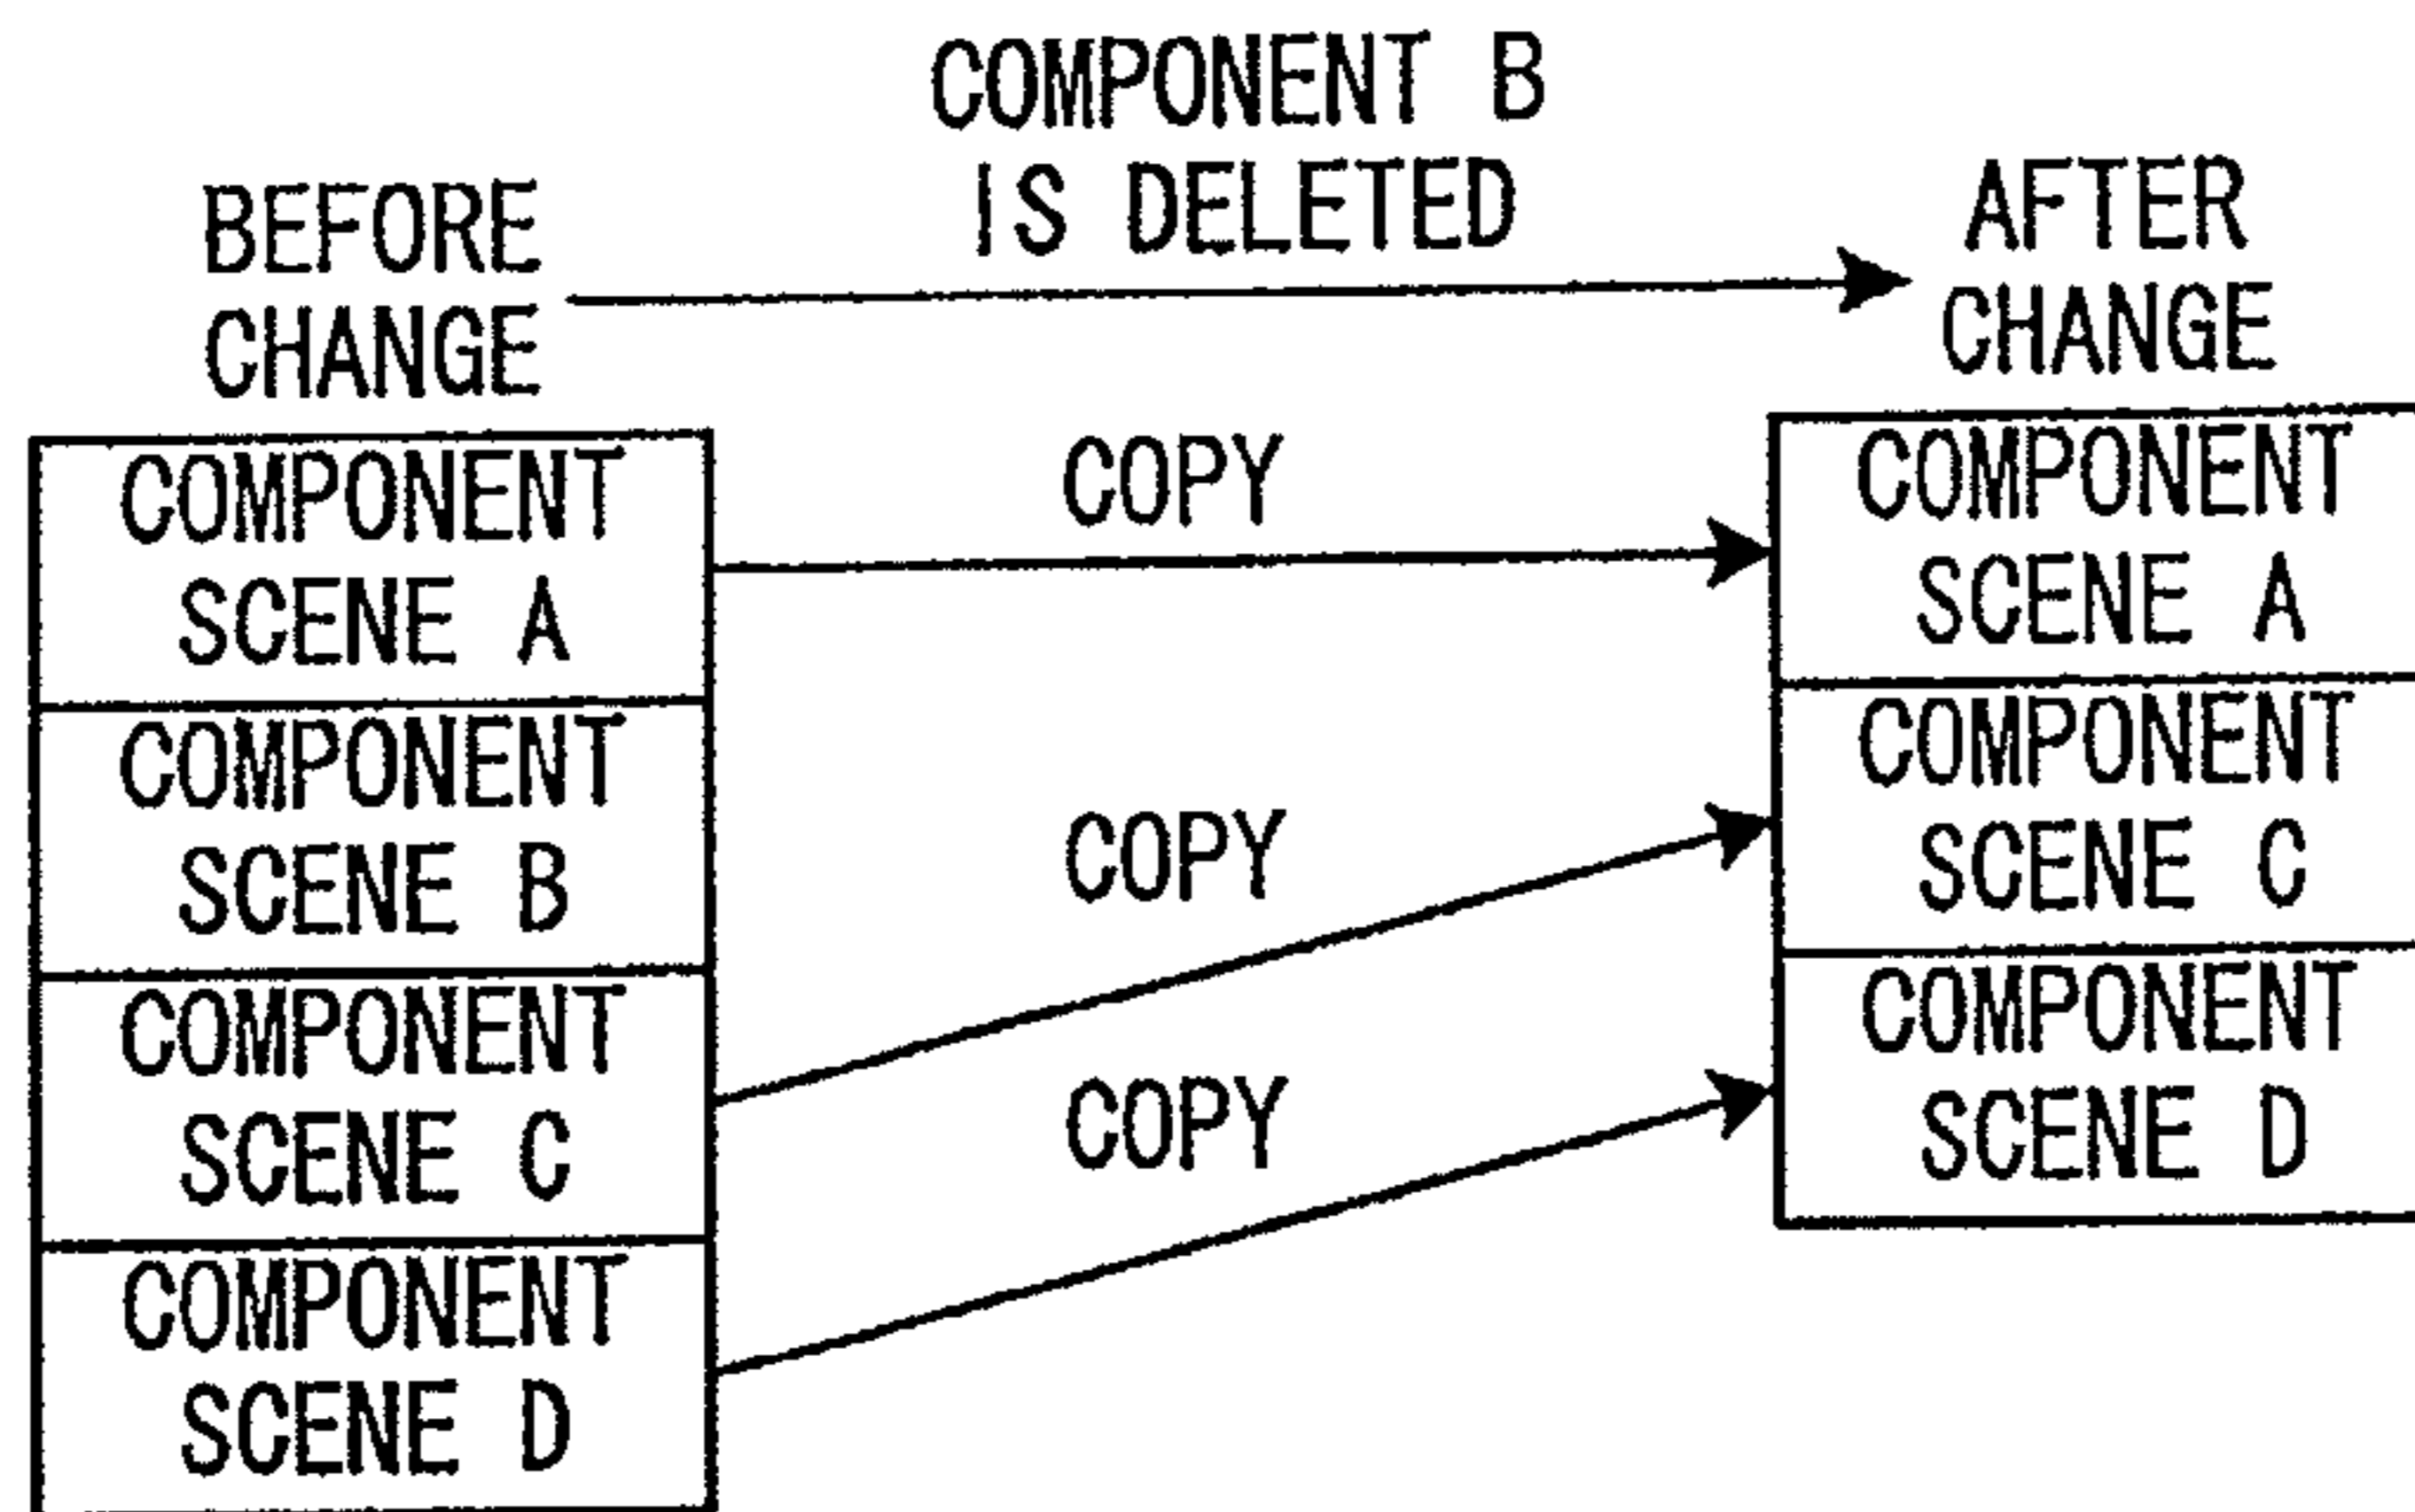 COMPONENT B
IS DELETED
BEFORE
CHANGE
AFTER
CHANGE
COMPONENT
SCENE A
COMPONENT
SCENE B
COMPONENT
SCENE C
COMPONENT
SCENE D
COPY
COPY
COPY
COMPONENT
SCENE A
COMPONENT
SCENE C
COMPONENT
SCENE D